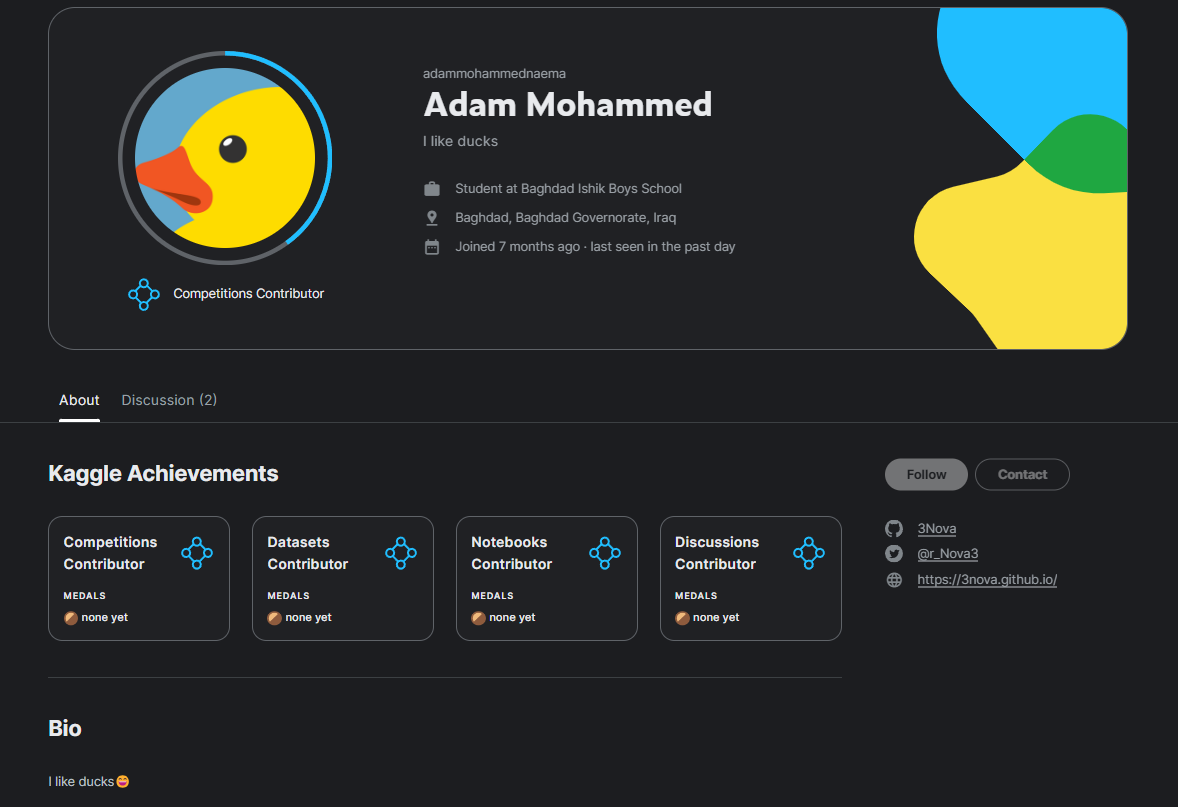 adammohammednaema
Adam Mohammed
I like ducks
Student at Baghdad Ishik Boys School
Baghdad, Baghdad Governorate, Iraq
Joined 7 months ago · last seen in the past day
Competitions Contributor
About
Discussion (2)
Kaggle Achievements
Follow
Contact
Competitions
Contributor
MEDALS
none yet
Datasets
Contributor
MEDALS
none yet
Notebooks
Contributor
MEDALS
none yet
Discussions
Contributor
MEDALS
none yet
3Nova
@r_Nova3
https://3nova.github.io/
Bio
I like ducks😄